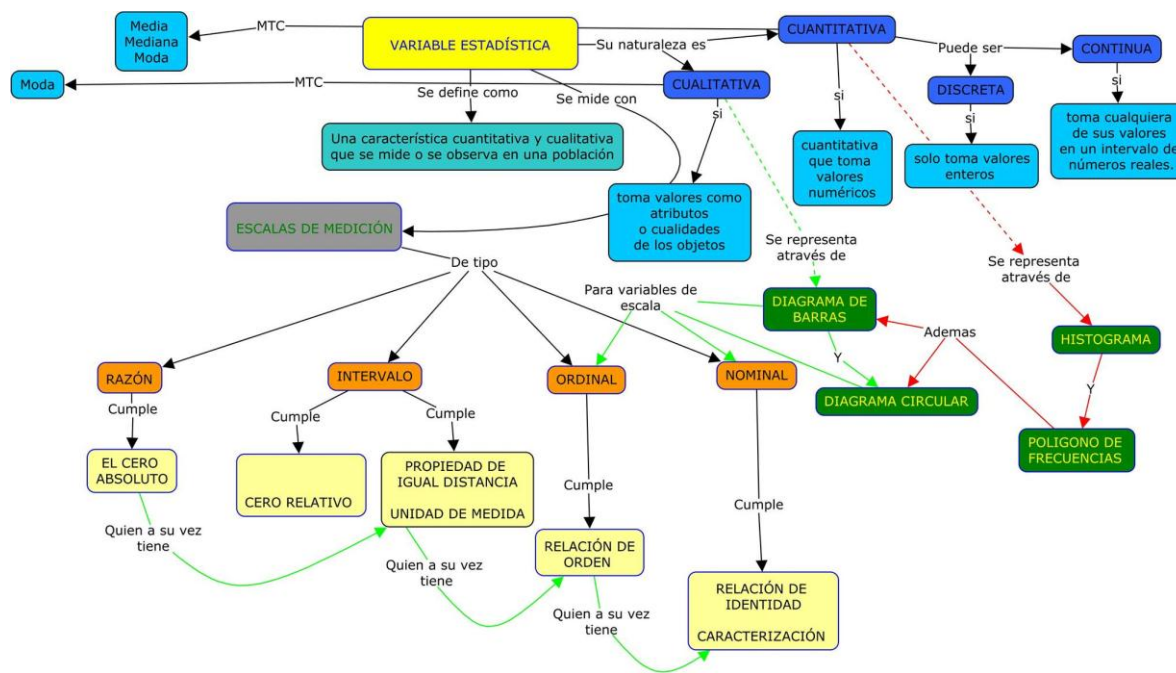 Media
Mediana
Moda
MTC
VARIABLE ESTADÍSTICA
Su naturaleza es
CUANTITATIVA
Puede ser
CONTINUA
Moda
MTC
CUALITATIVA
DISCRETA
Se define como
Se mide con
si
si
si
si
Una característica cuantitativa y cualitativa
que se mide o se observa en una población
cuantitativa
que toma
valores
numéricos
solo toma valores
enteros
toma cualquiera
de sus valores
en un intervalo de
números reales.
toma valores como
atributos
o cualidades
de los objetos
ESCALAS DE MEDICIÓN
De tipo
Se representa
através de
Se representa
através de
Para variables de
escala
DIAGRAMA DE
BARRAS
Ademas
HISTOGRAMA
Y
Y
RAZÓN
INTERVALO
ORDINAL
NOMINAL
DIAGRAMA CIRCULAR
POLIGONO DE
FRECUENCIAS
Cumple
Cumple
Cumple
EL CERO
ABSOLUTO
CERO RELATIVO
PROPIEDAD DE
IGUAL DISTANCIA
UNIDAD DE MEDIDA
Cumple
Cumple
Quien a su vez
tiene
Quien a su vez
tiene
RELACIÓN DE
ORDEN
Quien a su vez
tiene
RELACIÓN DE
IDENTIDAD
CARACTERIZACIÓN